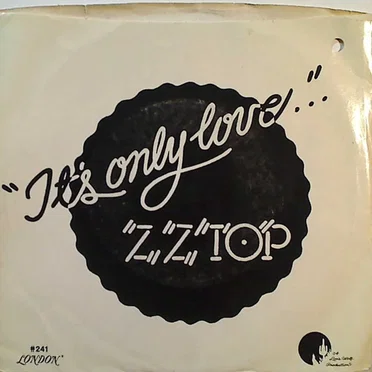 "It's only love..."
ZZ TOP
#241
LONDON